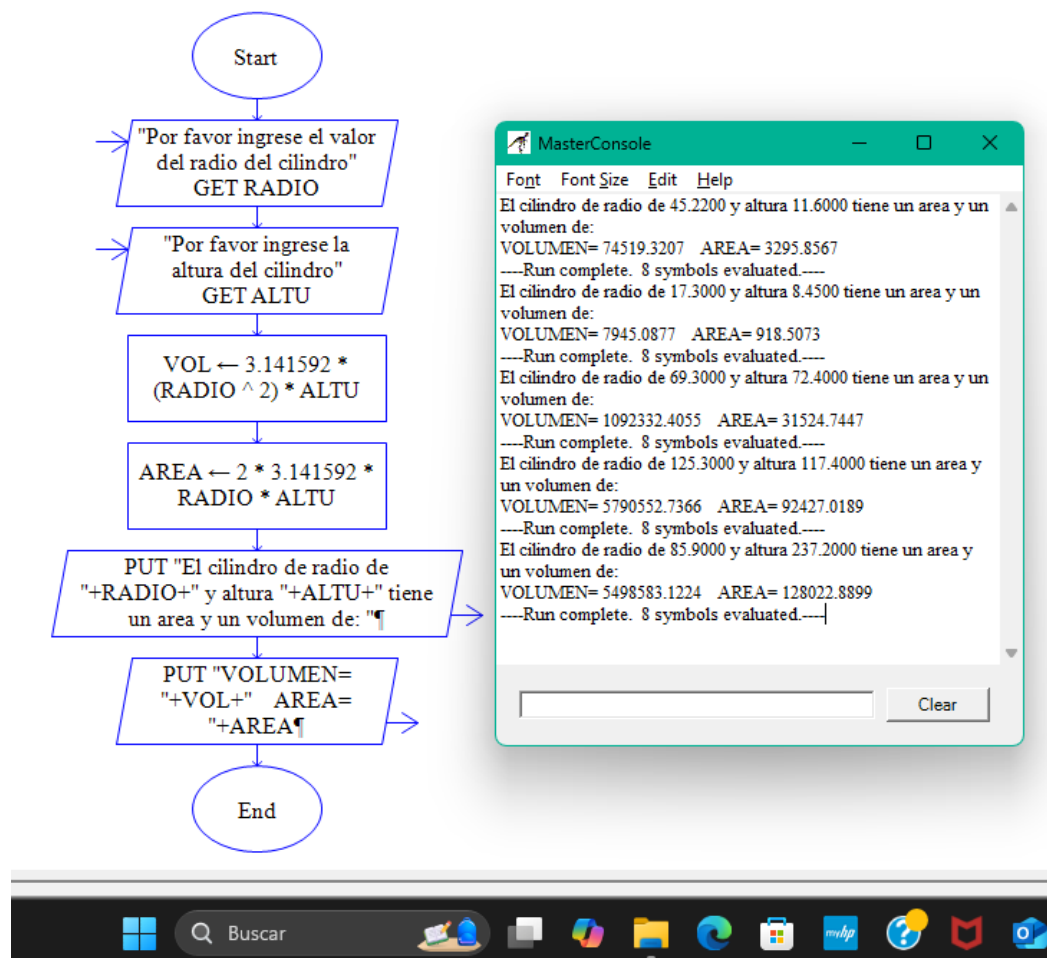 Start
"Por favor ingrese el valor
del radio del cilindro"
GET RADIO
"Por favor ingrese la
altura del cilindro"
GET ALTU
VOL ← 3.141592 *
(RADIO ^ 2) * ALTU
AREA ← 2 * 3.141592 *
RADIO * ALTU
PUT "El cilindro de radio de
"+RADIO+" y altura "+ALTU+" tiene
un area y un volumen de: "¶
PUT "VOLUMEN=
"+VOL+"    AREA=
"+AREA¶
End
MasterConsole
Font Font Size Edit Help
El cilindro de radio de 45.2200 y altura 11.6000 tiene un area y un
volumen de:
VOLUMEN= 74519.3207    AREA= 3295.8567
----Run complete.  8 symbols evaluated.----
El cilindro de radio de 17.3000 y altura 8.4500 tiene un area y un
volumen de:
VOLUMEN= 7945.0877    AREA= 918.5073
----Run complete.  8 symbols evaluated.----
El cilindro de radio de 69.3000 y altura 72.4000 tiene un area y un
volumen de:
VOLUMEN= 1092332.4055    AREA= 31524.7447
----Run complete.  8 symbols evaluated.----
El cilindro de radio de 125.3000 y altura 117.4000 tiene un area y
un volumen de:
VOLUMEN= 5790552.7366    AREA= 92427.0189
----Run complete.  8 symbols evaluated.----
El cilindro de radio de 85.9000 y altura 237.2000 tiene un area y
un volumen de:
VOLUMEN= 5498583.1224    AREA= 128022.8899
----Run complete.  8 symbols evaluated.----
Clear
Buscar
myhp